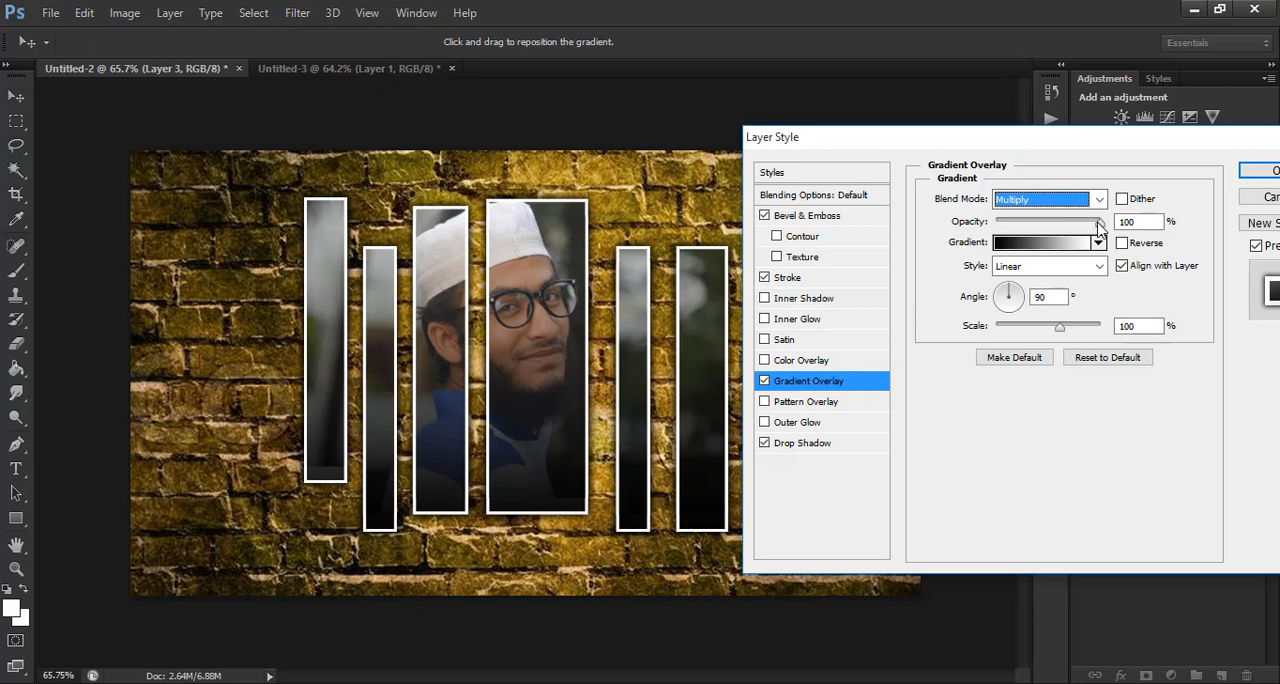 Ps File Edit Image Layer Type Select Filter 3D View Window Help
Click and drag to reposition the gradient.
Essentials
Untitled-2 @ 65.7% (Layer 3, RGB/8) * × Untitled-3 @ 64.2% (Layer 1, RGB/8) * ×
Adjustments Styles
Add an adjustment
Layer Style
Styles
Blending Options: Default
Bevel & Emboss
Contour
Texture
Stroke
Inner Shadow
Inner Glow
Satin
Color Overlay
Gradient Overlay
Pattern Overlay
Outer Glow
Drop Shadow
Gradient Overlay
Gradient
Blend Mode: Multiply Dither
Opacity: 100 %
Gradient: Reverse
Style: Linear Align with Layer
Angle: 90 °
Scale: 100 %
Make Default Reset to Default
O
Can
New S
Pre
T
65.75% Doc: 2.64M/6.88M
fx